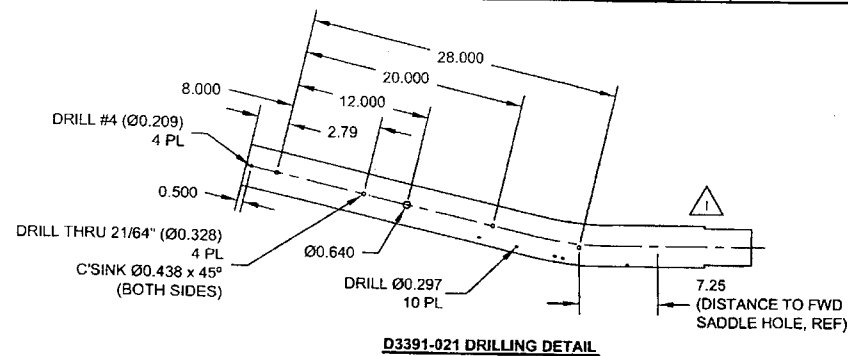 28.000
20.000
8.000
12.000
2.79
DRILL #4 (Ø0.209)
4 PL
0.500
DRILL THRU 21/64" (Ø0.328)
4 PL
C'SINK Ø0.438 x 45º
(BOTH SIDES)
Ø0.640
DRILL Ø0.297
10 PL
1
7.25
(DISTANCE TO FWD
SADDLE HOLE, REF)
D3391-021 DRILLING DETAIL